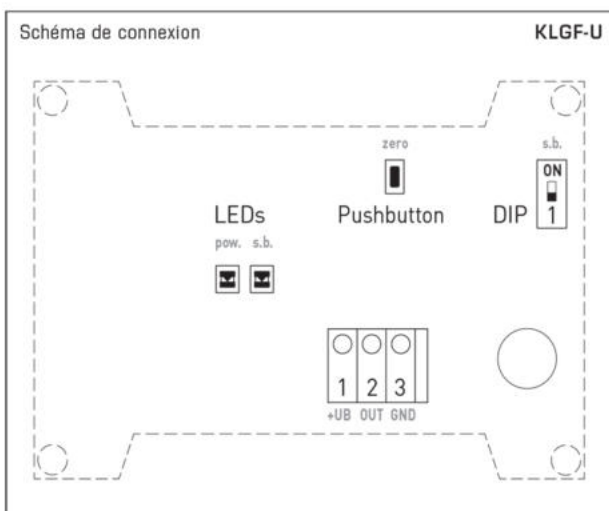 Schéma de connexion KLGF-U
zero s.b.
ON
LEDs Pushbutton DIP 1
pow. s.b.
1 2 3
+UB OUT GND